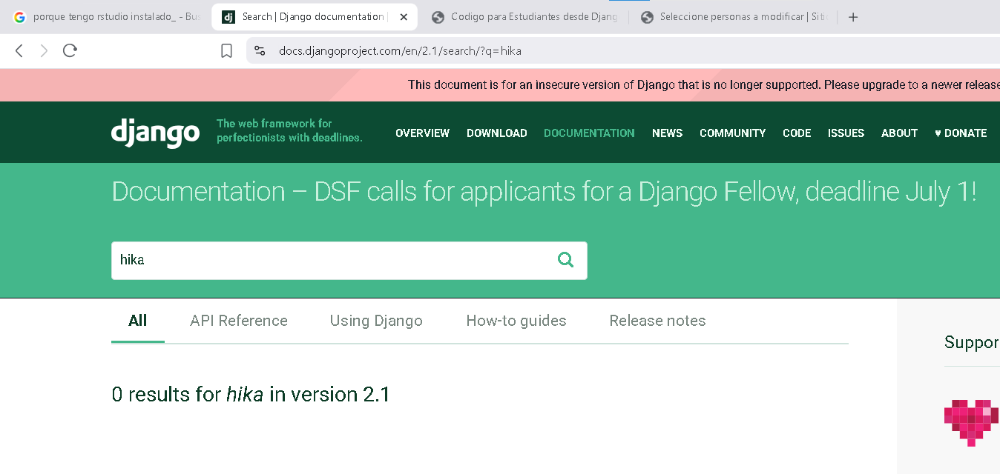 porque tengo rstudio instalado_ - Bus
Search | Django documentation |
Codigo para Estudiantes desde Djang
Seleccione personas a modificar | Siti
docs.djangoproject.com/en/2.1/search/?q=hika
This document is for an insecure version of Django that is no longer supported. Please upgrade to a newer release
django
The web framework for
perfectionists with deadlines.
OVERVIEW DOWNLOAD DOCUMENTATION NEWS COMMUNITY CODE ISSUES ABOUT ♥ DONATE
Documentation – DSF calls for applicants for a Django Fellow, deadline July 1!
hika
All API Reference Using Django How-to guides Release notes
Suppor
0 results for hika in version 2.1